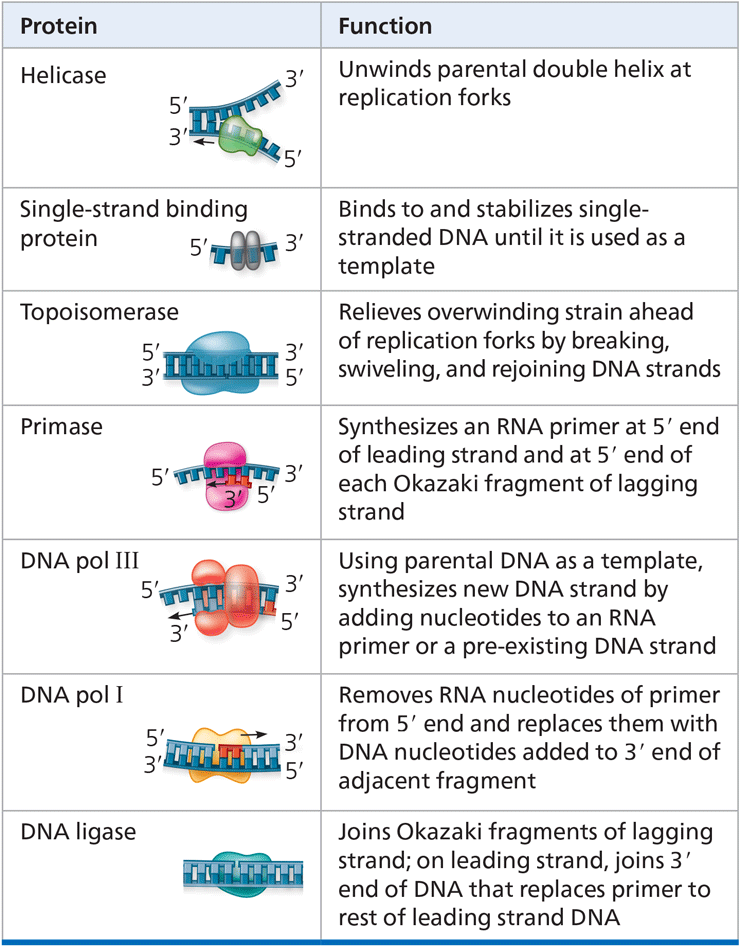 Protein
Function
Helicase
5′
3′
3′
5′
Unwinds parental double helix at
replication forks
Single-strand binding
protein
5′
3′
Binds to and stabilizes single-
stranded DNA until it is used as a
template
Topoisomerase
5′
3′
3′
5′
Relieves overwinding strain ahead
of replication forks by breaking,
swiveling, and rejoining DNA strands
Primase
5′
3′
3′
5′
Synthesizes an RNA primer at 5′ end
of leading strand and at 5′ end of
each Okazaki fragment of lagging
strand
DNA pol III
5′
3′
3′
5′
Using parental DNA as a template,
synthesizes new DNA strand by
adding nucleotides to an RNA
primer or a pre-existing DNA strand
DNA pol I
5′
3′
3′
5′
Removes RNA nucleotides of primer
from 5′ end and replaces them with
DNA nucleotides added to 3′ end of
adjacent fragment
DNA ligase
Joins Okazaki fragments of lagging
strand; on leading strand, joins 3′
end of DNA that replaces primer to
rest of leading strand DNA